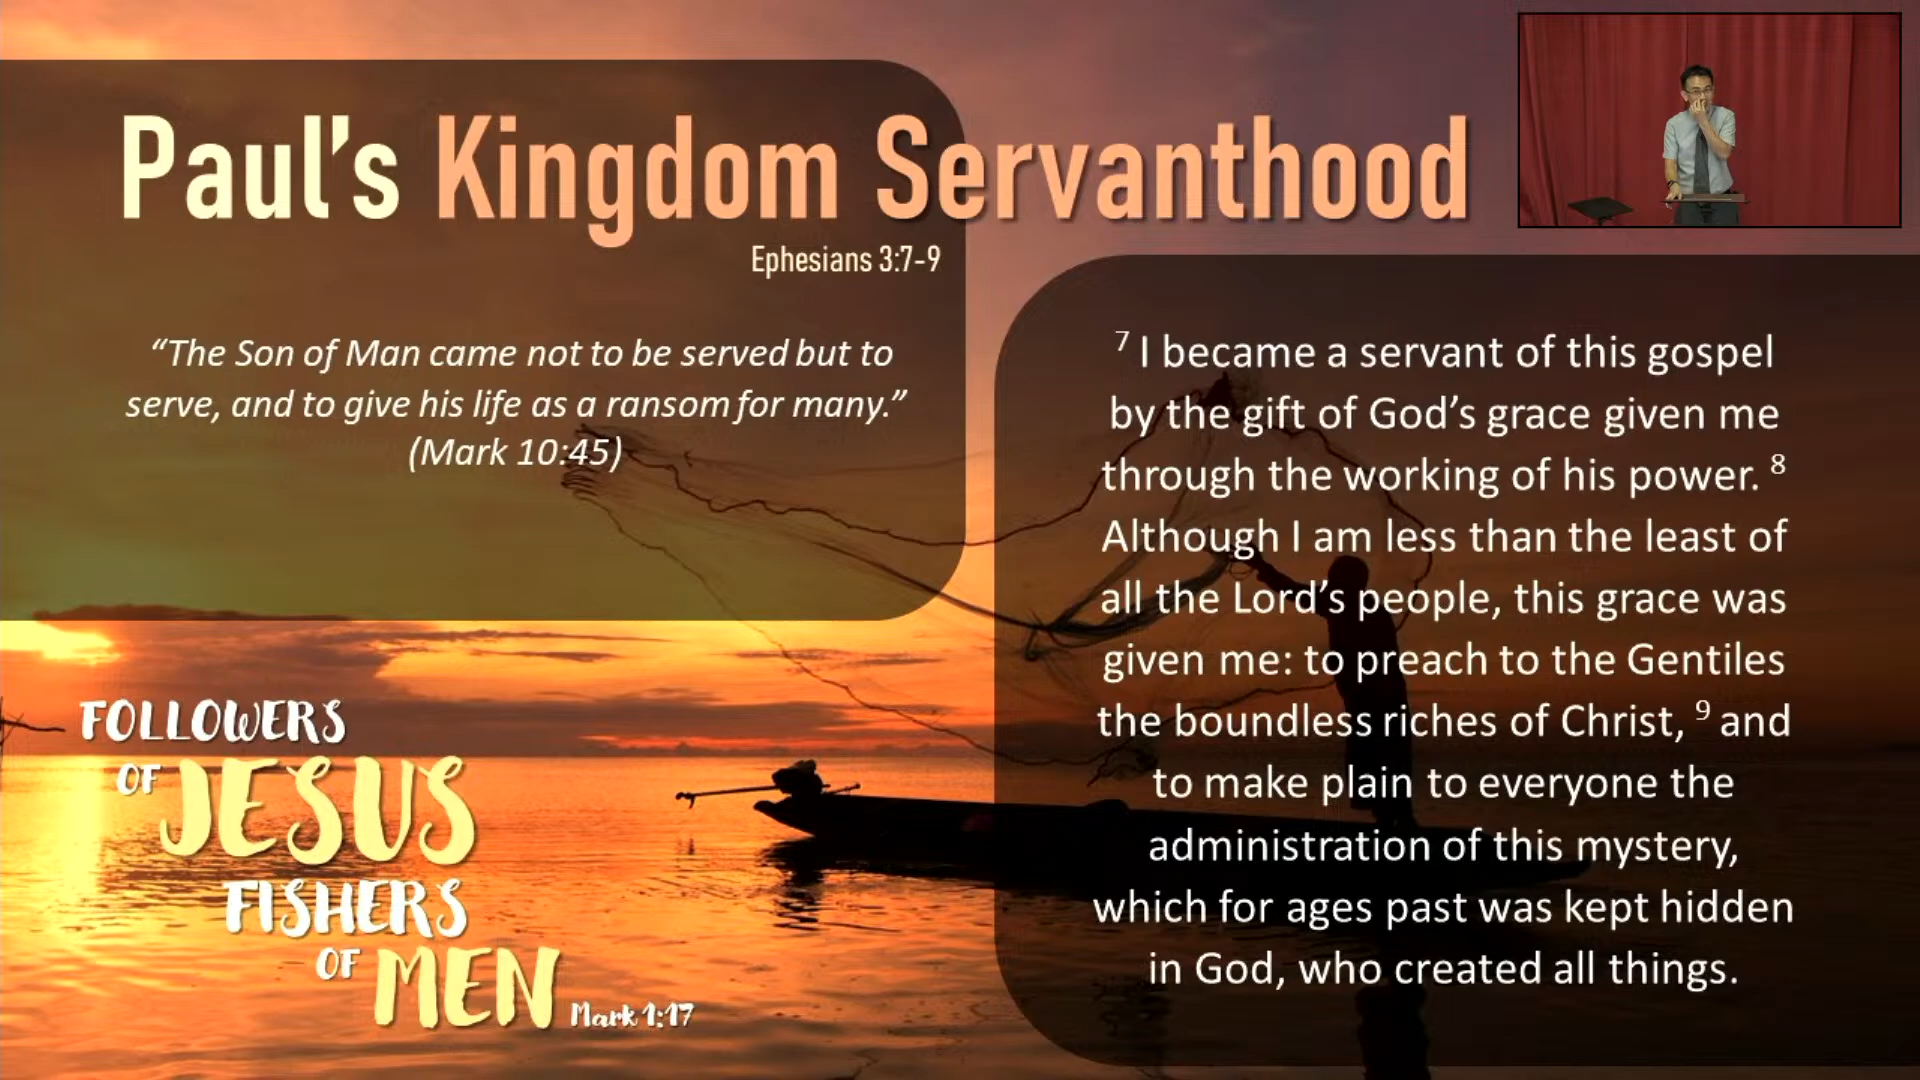 Paul’s Kingdom Servanthood
Ephesians 3:7-9
“The Son of Man came not to be served but to
serve, and to give his life as a ransom for many.”
(Mark 10:45)
7 I became a servant of this gospel
by the gift of God’s grace given me
through the working of his power. 8
Although I am less than the least of
all the Lord’s people, this grace was
given me: to preach to the Gentiles
the boundless riches of Christ, 9 and
to make plain to everyone the
administration of this mystery,
which for ages past was kept hidden
in God, who created all things.
FOLLOWERS
OF JESUS
FISHERS
OF MEN Mark 1:17